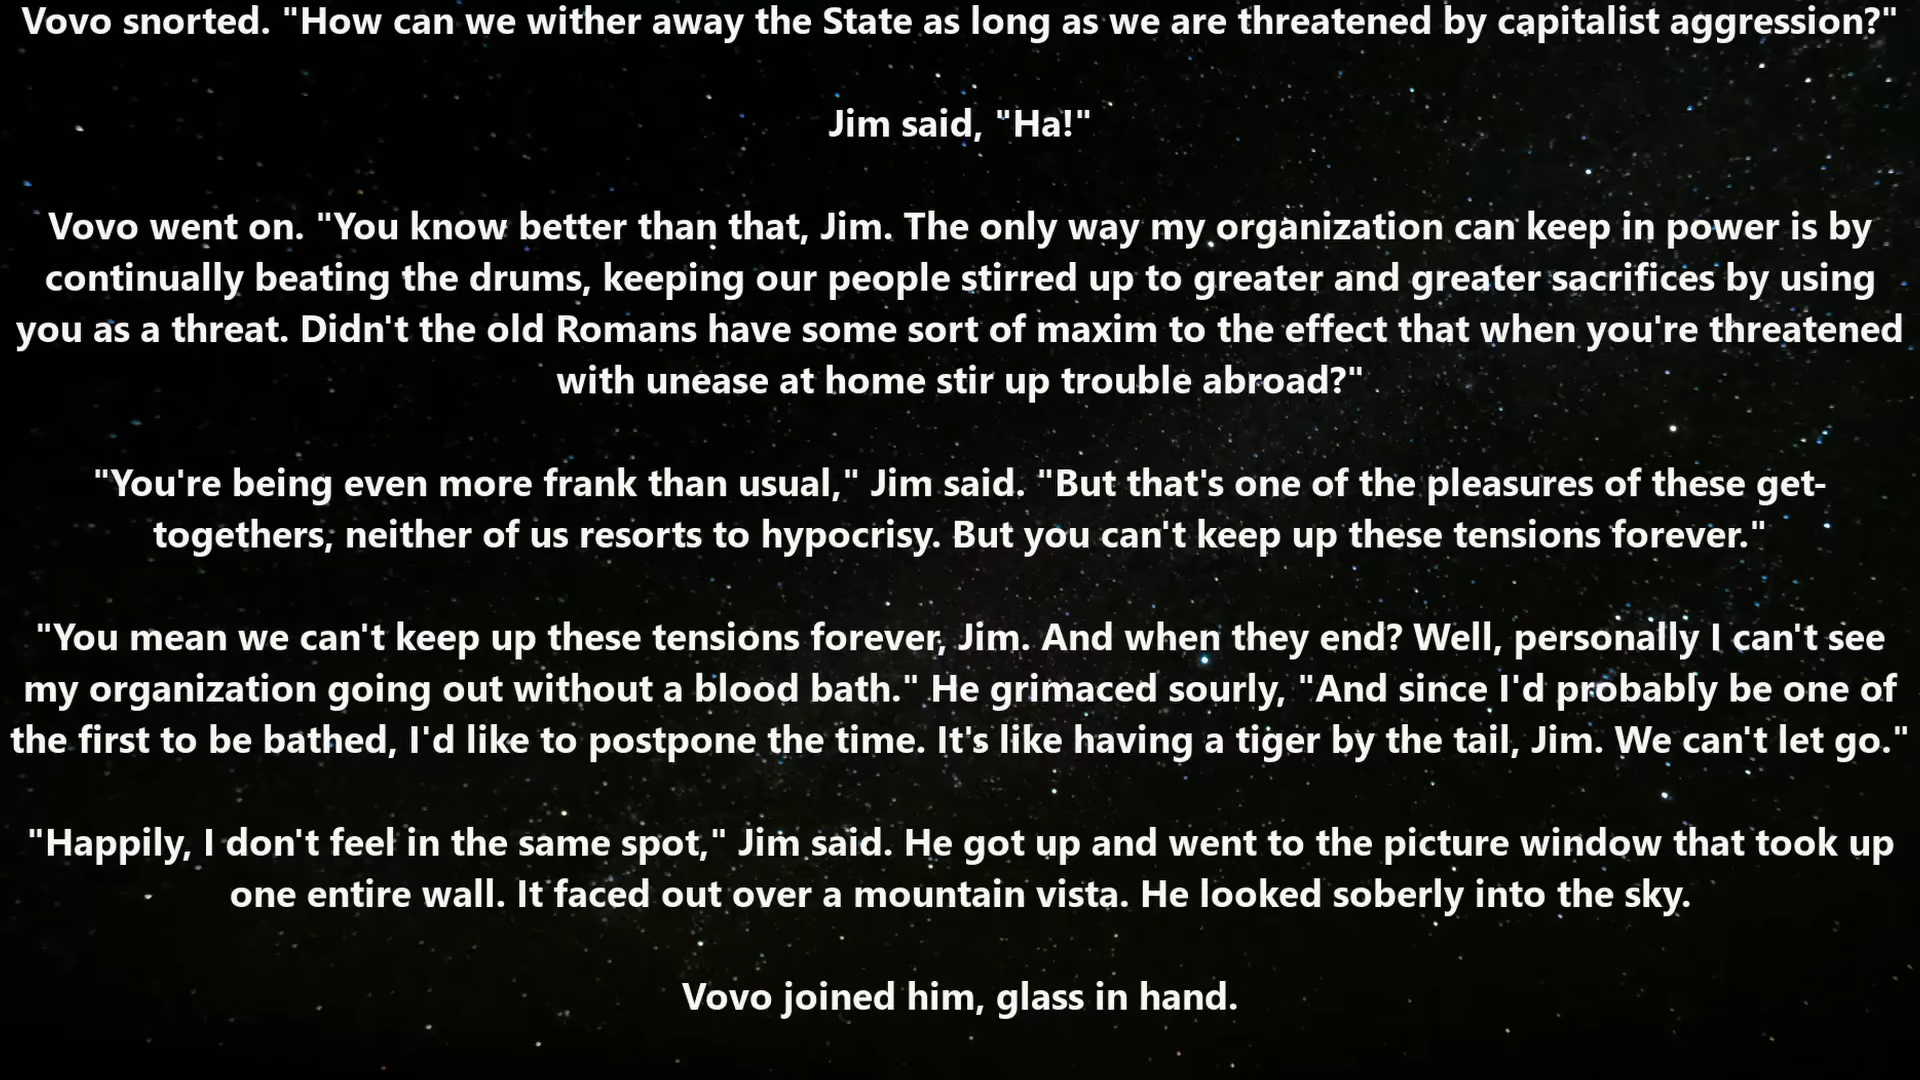 Vovo snorted. "How can we wither away the State as long as we are threatened by capitalist aggression?"
Jim said, "Ha!"
Vovo went on. "You know better than that, Jim. The only way my organization can keep in power is by
continually beating the drums, keeping our people stirred up to greater and greater sacrifices by using
you as a threat. Didn't the old Romans have some sort of maxim to the effect that when you're threatened
with unease at home stir up trouble abroad?"
"You're being even more frank than usual," Jim said. "But that's one of the pleasures of these get-
togethers, neither of us resorts to hypocrisy. But you can't keep up these tensions forever."
"You mean we can't keep up these tensions forever, Jim. And when they end? Well, personally I can't see
my organization going out without a blood bath." He grimaced sourly, "And since I'd probably be one of
the first to be bathed, I'd like to postpone the time. It's like having a tiger by the tail, Jim. We can't let go."
"Happily, I don't feel in the same spot," Jim said. He got up and went to the picture window that took up
one entire wall. It faced out over a mountain vista. He looked soberly into the sky.
Vovo joined him, glass in hand.